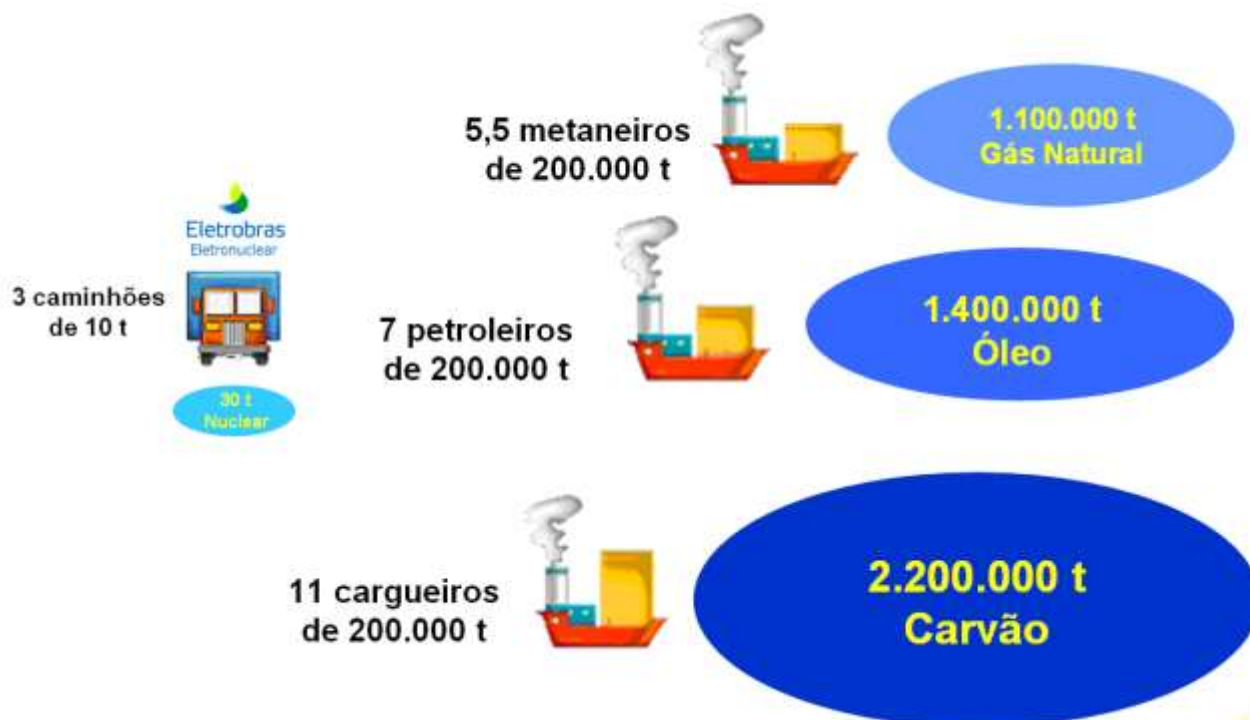 5,5 metaneiros
de 200.000 t
1.100.000 t
Gás Natural
Eletrobras
Eletronuclear
3 caminhões
de 10 t
30 t
Nuclear
7 petroleiros
de 200.000 t
1.400.000 t
Óleo
11 cargueiros
de 200.000 t
2.200.000 t
Carvão